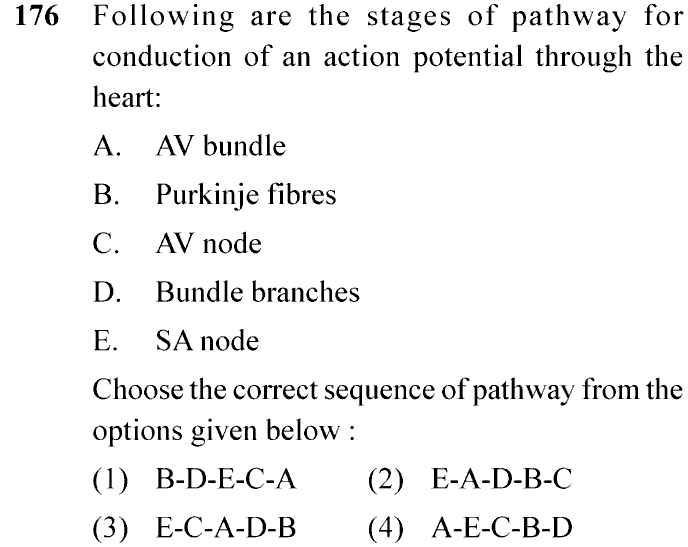 176 Following are the stages of pathway for
conduction of an action potential through the
heart:
A. AV bundle
B. Purkinje fibres
C. AV node
D. Bundle branches
E. SA node
Choose the correct sequence of pathway from the
options given below :
(1) B-D-E-C-A (2) E-A-D-B-C
(3) E-C-A-D-B (4) A-E-C-B-D